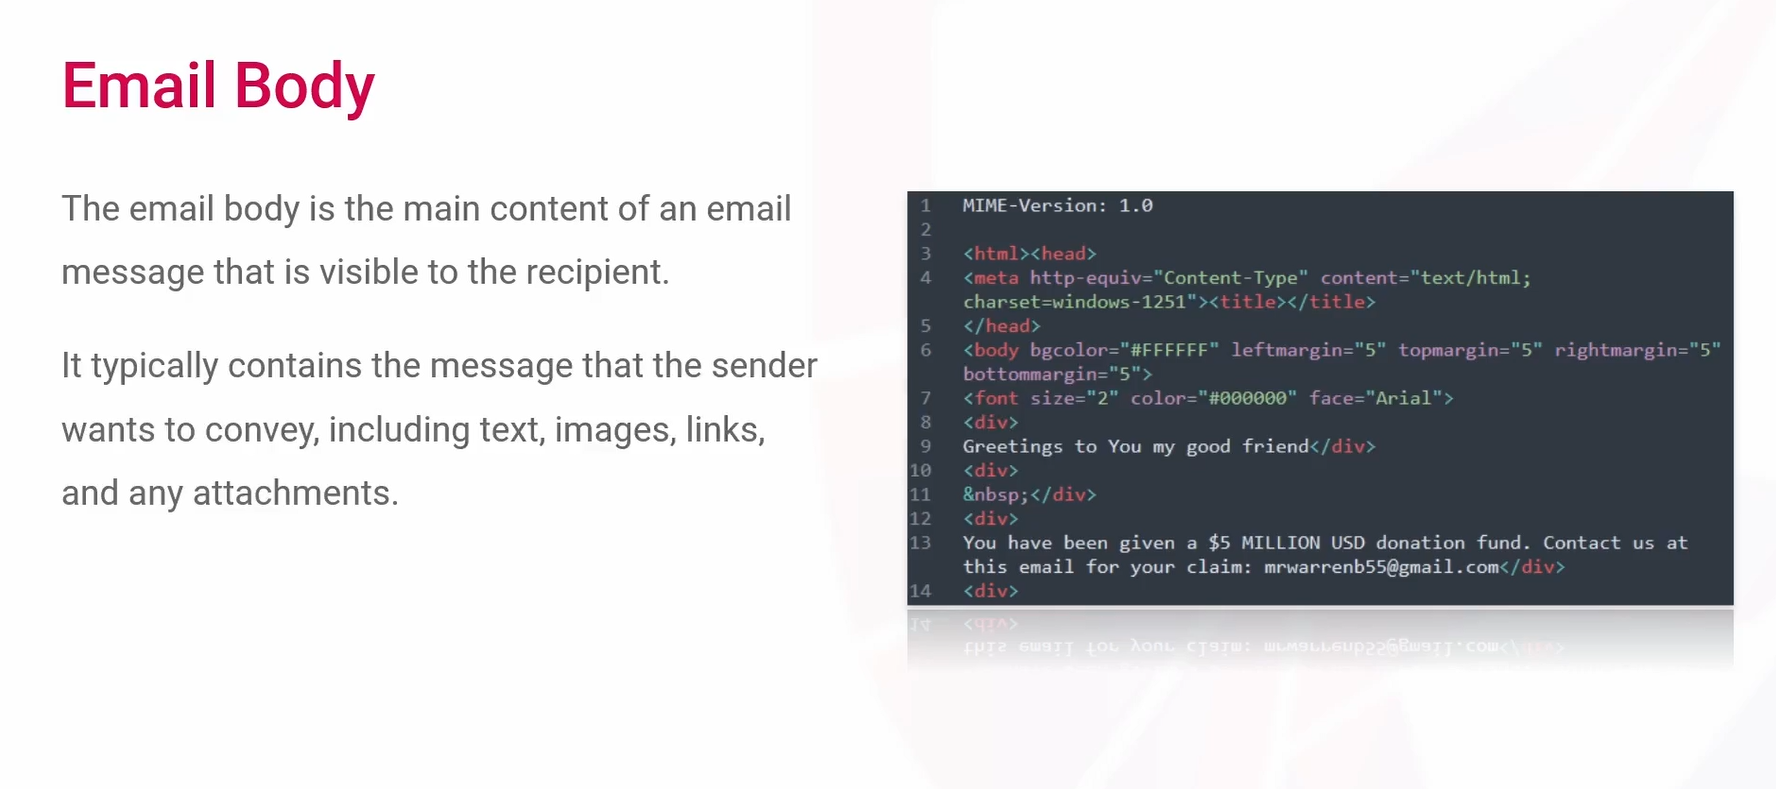 Email Body
The email body is the main content of an email
message that is visible to the recipient.
It typically contains the message that the sender
wants to convey, including text, images, links,
and any attachments.
1 MIME-Version: 1.0
2
3 <html><head>
4 <meta http-equiv="Content-Type" content="text/html;
charset=windows-1251"><title></title>
5 </head>
6 <body bgcolor="#FFFFFF" leftmargin="5" topmargin="5" rightmargin="5"
bottommargin="5">
7 <font size="2" color="#000000" face="Arial">
8 <div>
9 Greetings to You my good friend</div>
10 <div>
11 &nbsp;</div>
12 <div>
13 You have been given a $5 MILLION USD donation fund. Contact us at
this email for your claim: mrwarrenb55@gmail.com</div>
14 <div>